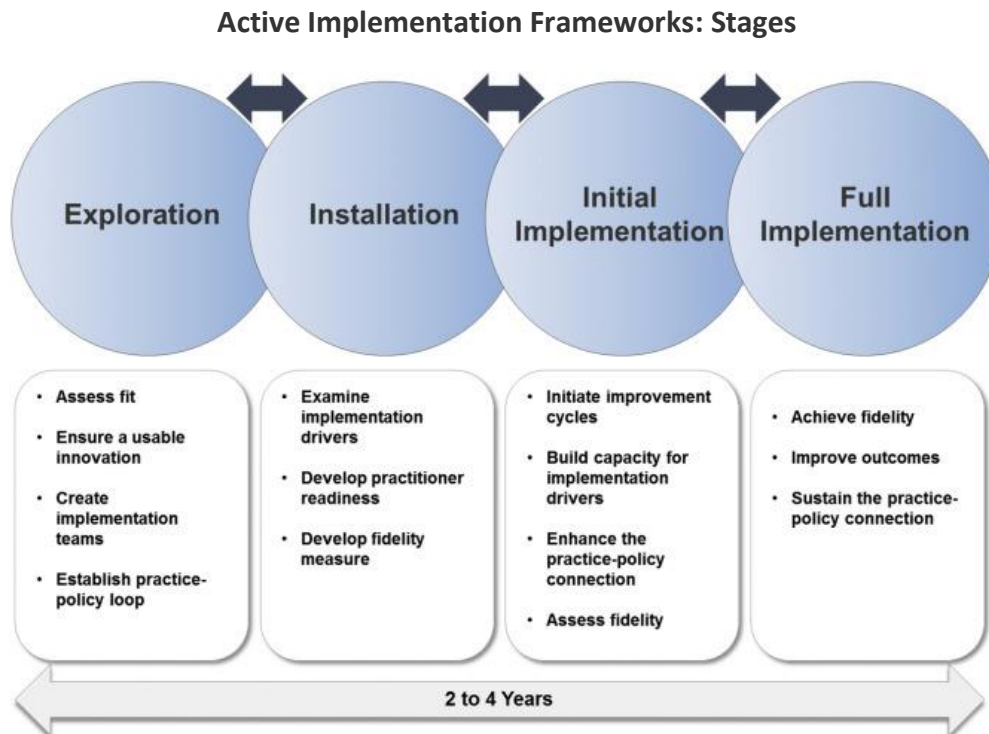 Active Implementation Frameworks: Stages
Exploration
Installation
Initial
Implementation
Full
Implementation
• Assess fit
• Ensure a usable
innovation
• Create
implementation
teams
• Establish practice-
policy loop
• Examine
implementation
drivers
• Develop practitioner
readiness
• Develop fidelity
measure
• Initiate improvement
cycles
• Build capacity for
implementation
drivers
• Enhance the
practice-policy
connection
• Assess fidelity
• Achieve fidelity
• Improve outcomes
• Sustain the practice-
policy connection
2 to 4 Years